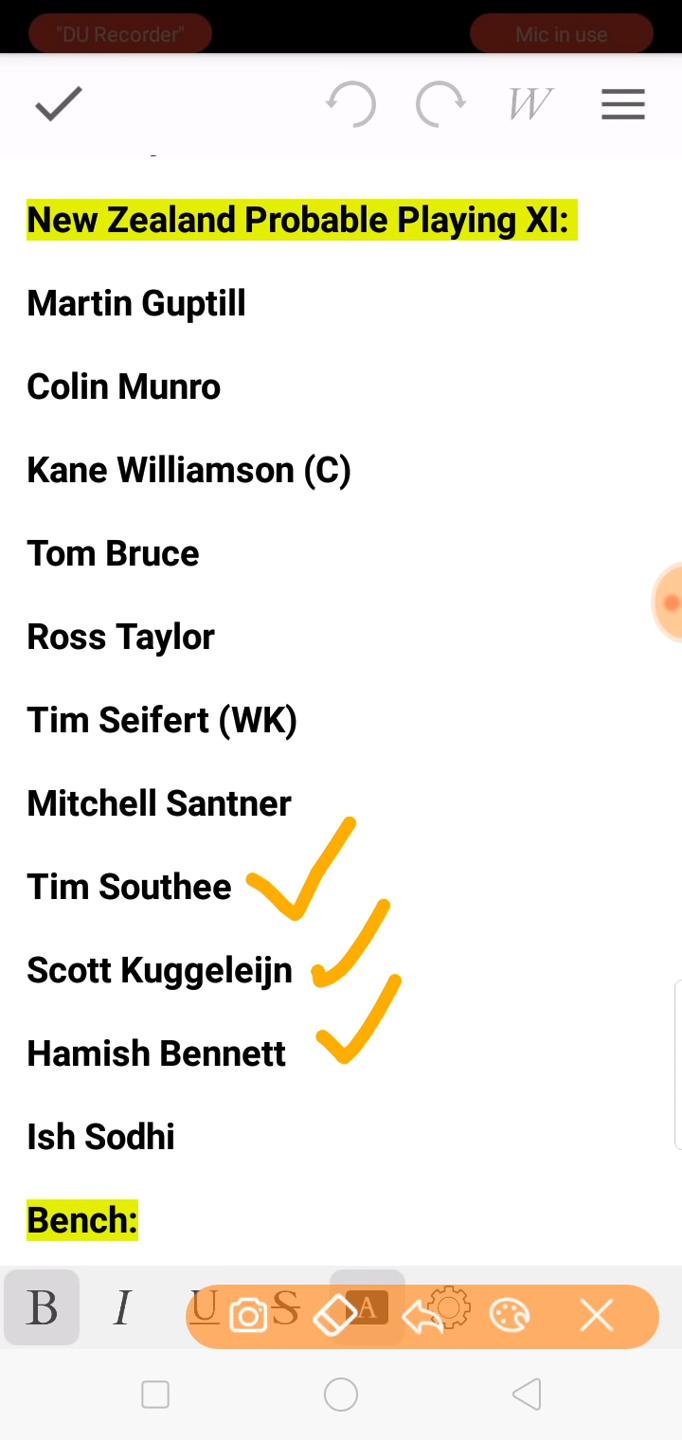 "DU Recorder" Mic in use
W
New Zealand Probable Playing XI:
Martin Guptill
Colin Munro
Kane Williamson (C)
Tom Bruce
Ross Taylor
Tim Seifert (WK)
Mitchell Santner
Tim Southee
Scott Kuggeleijn
Hamish Bennett
Ish Sodhi
Bench:
B I U S A